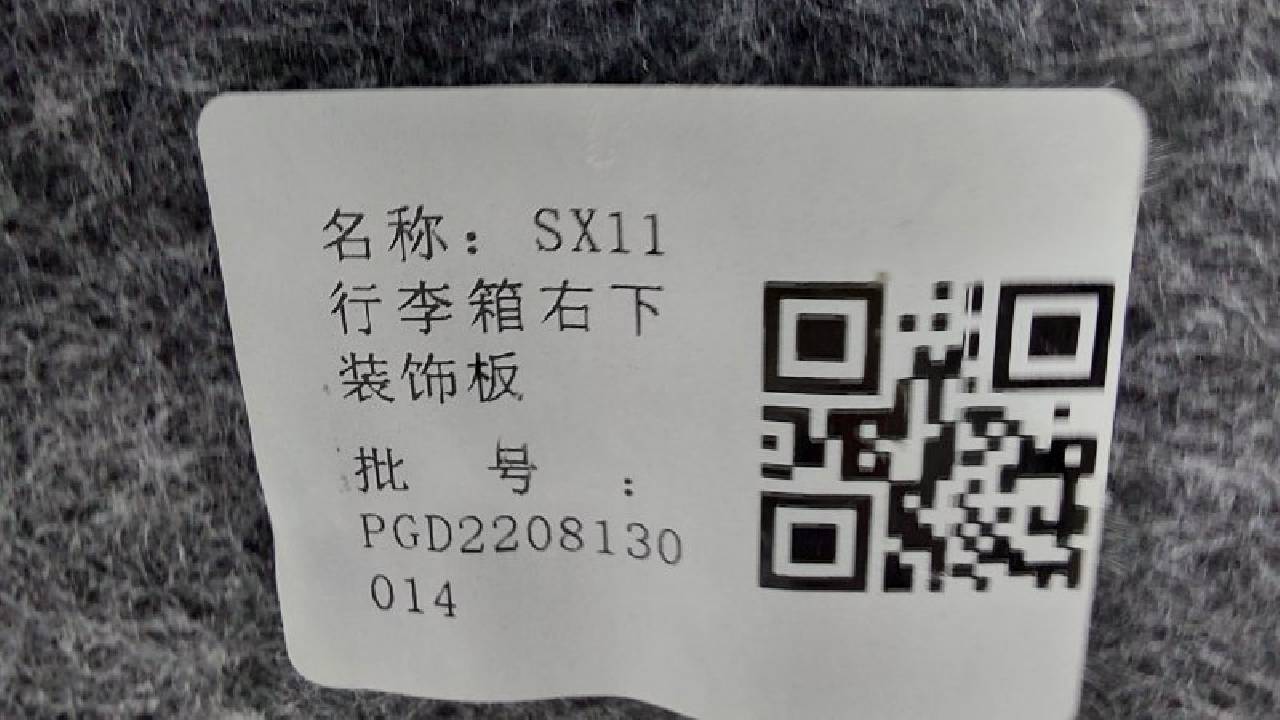 名称：SX11
行李箱右下
装饰板
批 号 ：
PGD2208130
014